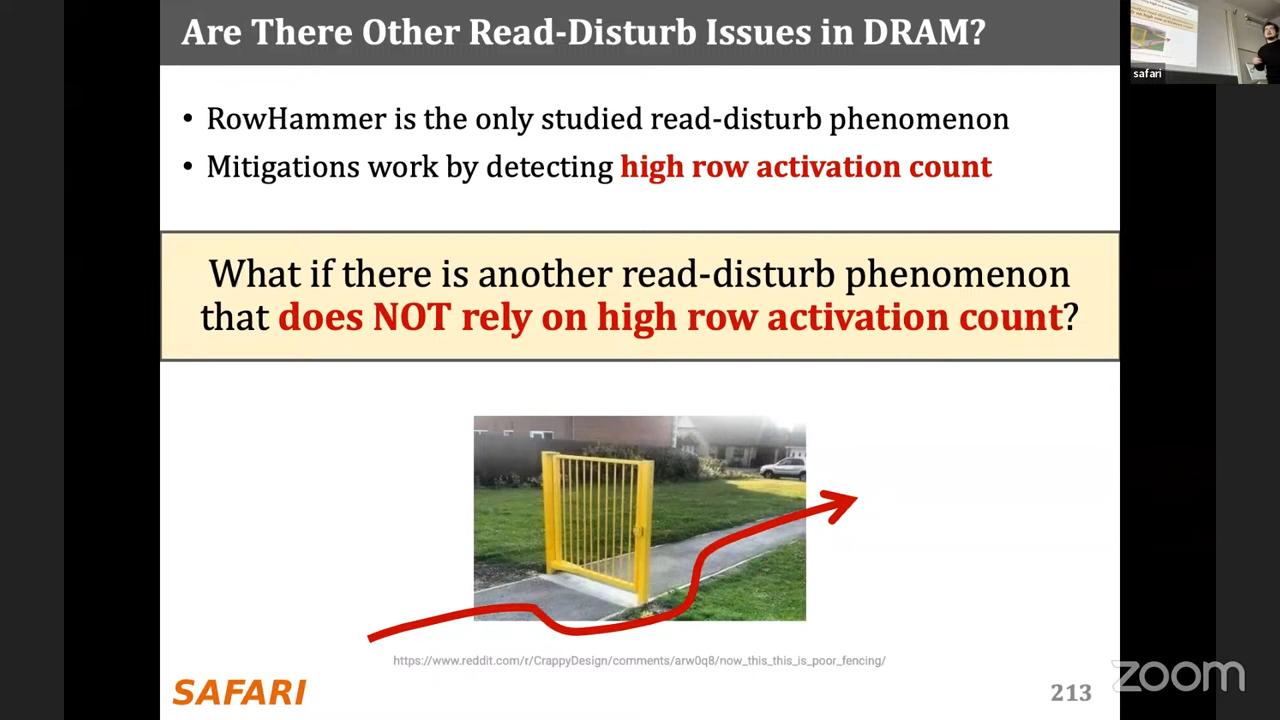 Are There Other Read-Disturb Issues in DRAM?
safari
• RowHammer is the only studied read-disturb phenomenon
• Mitigations work by detecting high row activation count
What if there is another read-disturb phenomenon
that does NOT rely on high row activation count?
https://www.reddit.com/r/CrappyDesign/comments/arw0q8/now_this_this_is_poor_fencing/
SAFARI
213
zoom